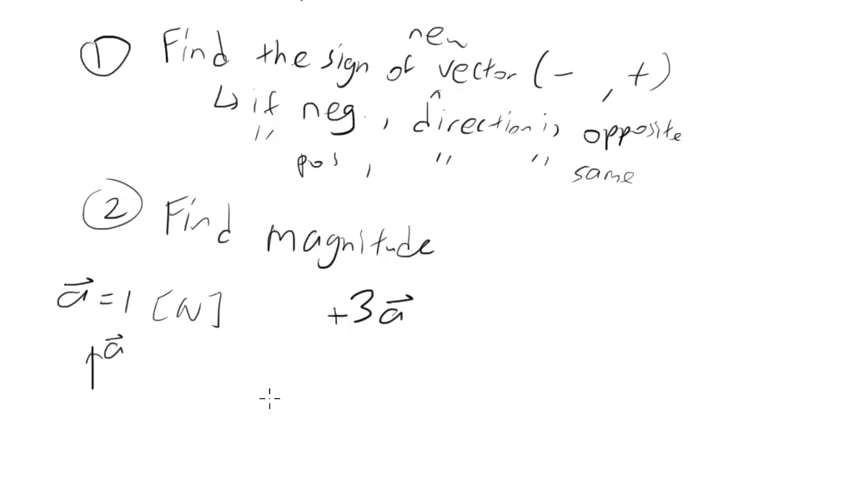 ① Find the sign of new vector (- , +)
↳ if neg. , direction is opposite
" pos , " " same
② Find magnitude
a⃗ = 1 [N] +3a⃗
↑a⃗